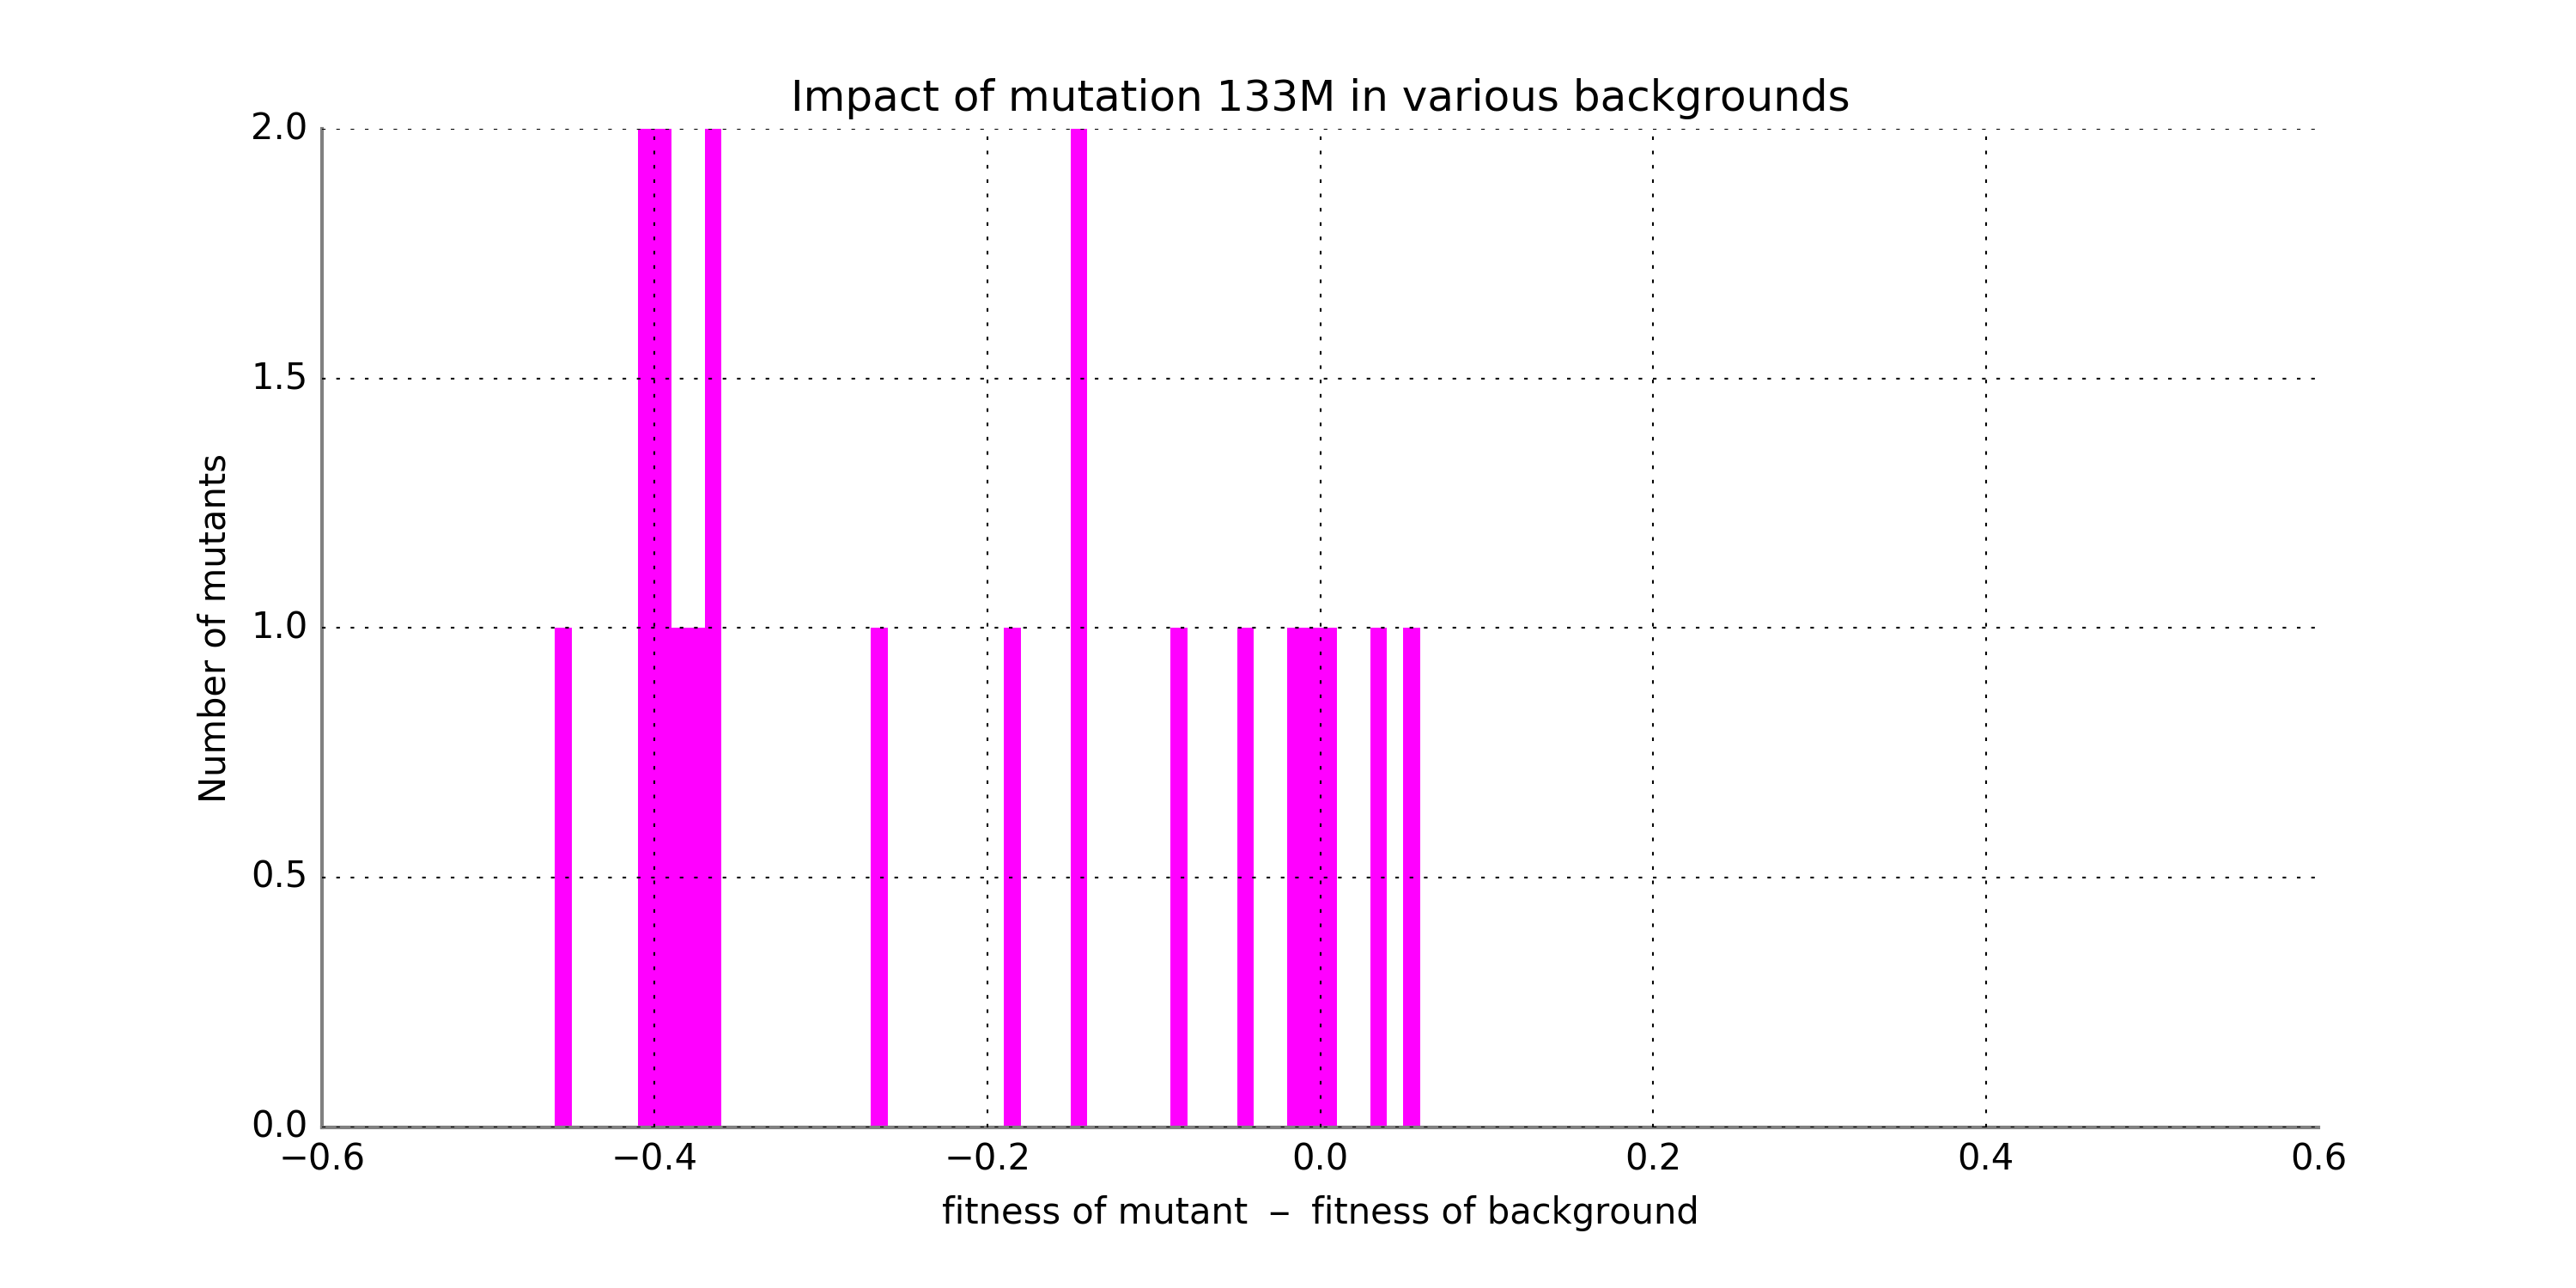 Impact of mutation 133M in various backgrounds
2.0
1.5
1.0
0.5
0.0
Number of mutants
−0.6 −0.4 −0.2 0.0 0.2 0.4 0.6
fitness of mutant − fitness of background